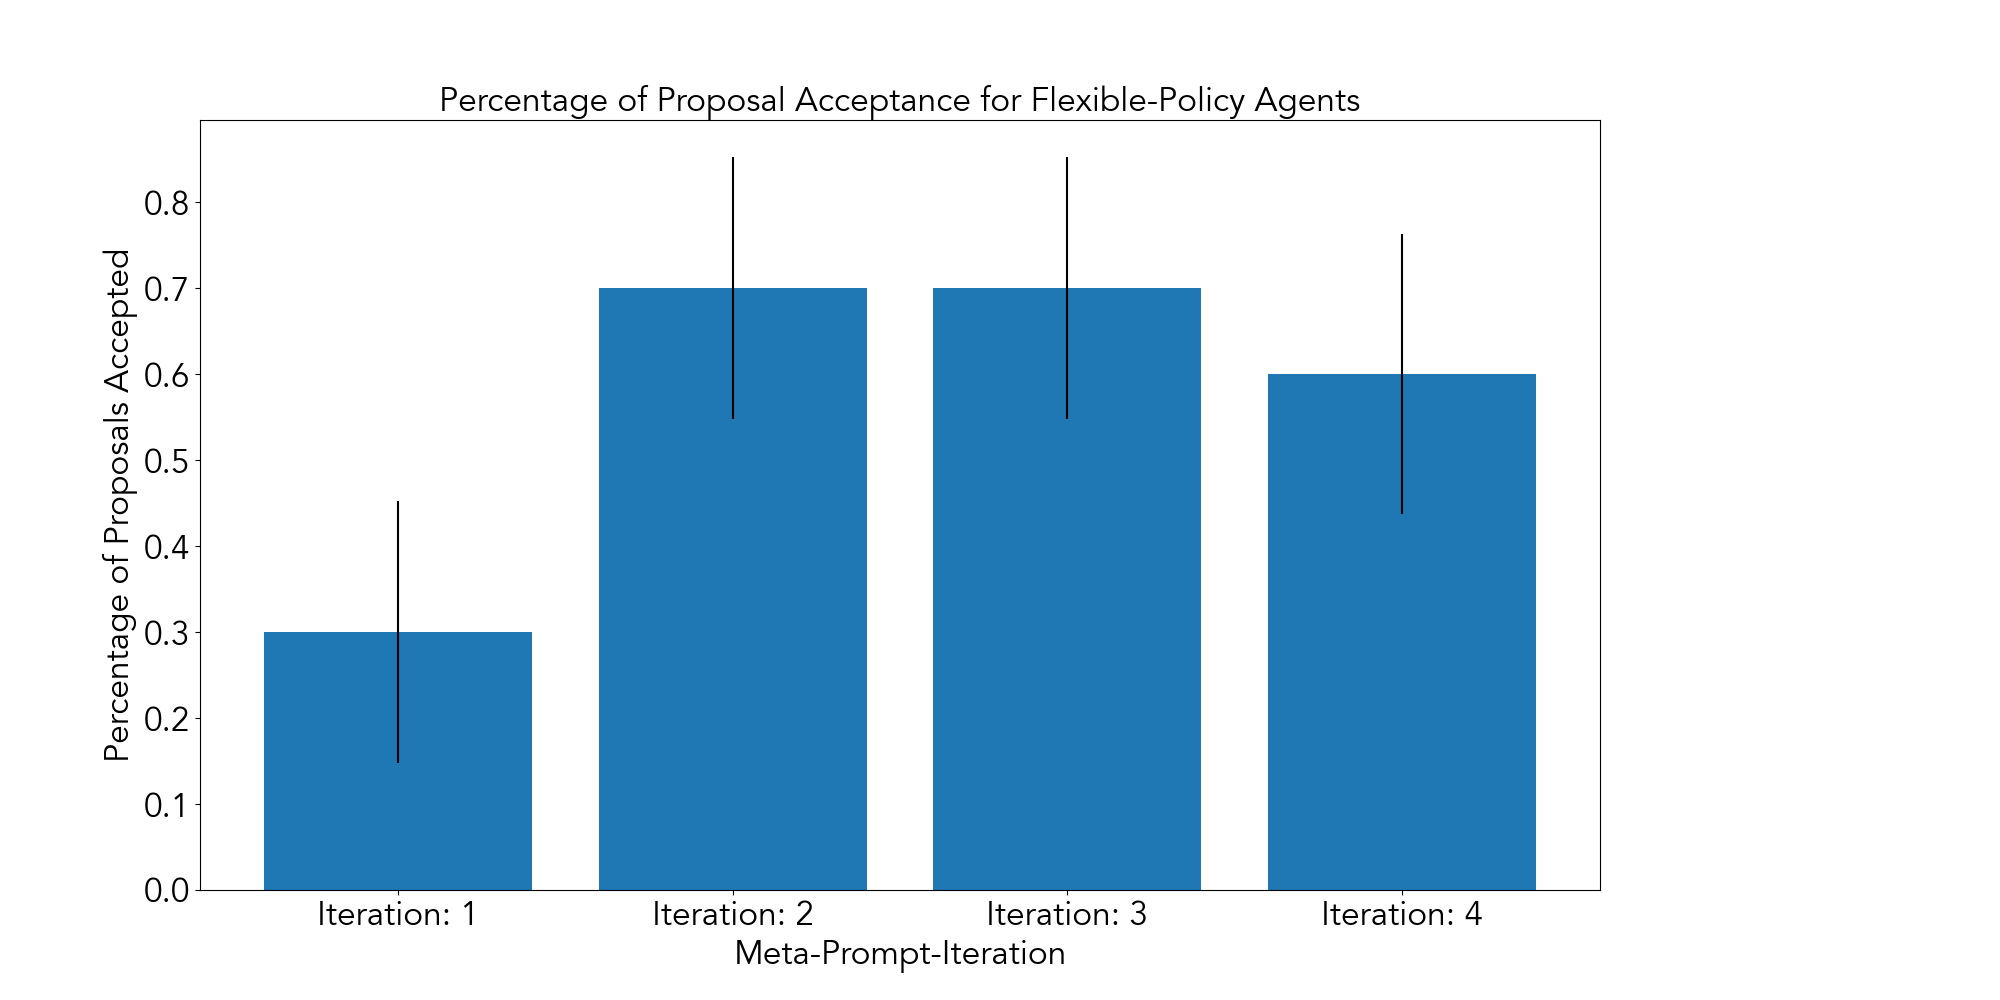 Percentage of Proposal Acceptance for Flexible-Policy Agents
Percentage of Proposals Accepted
0.8
0.7
0.6
0.5
0.4
0.3
0.2
0.1
0.0
Iteration: 1
Iteration: 2
Iteration: 3
Iteration: 4
Meta-Prompt-Iteration